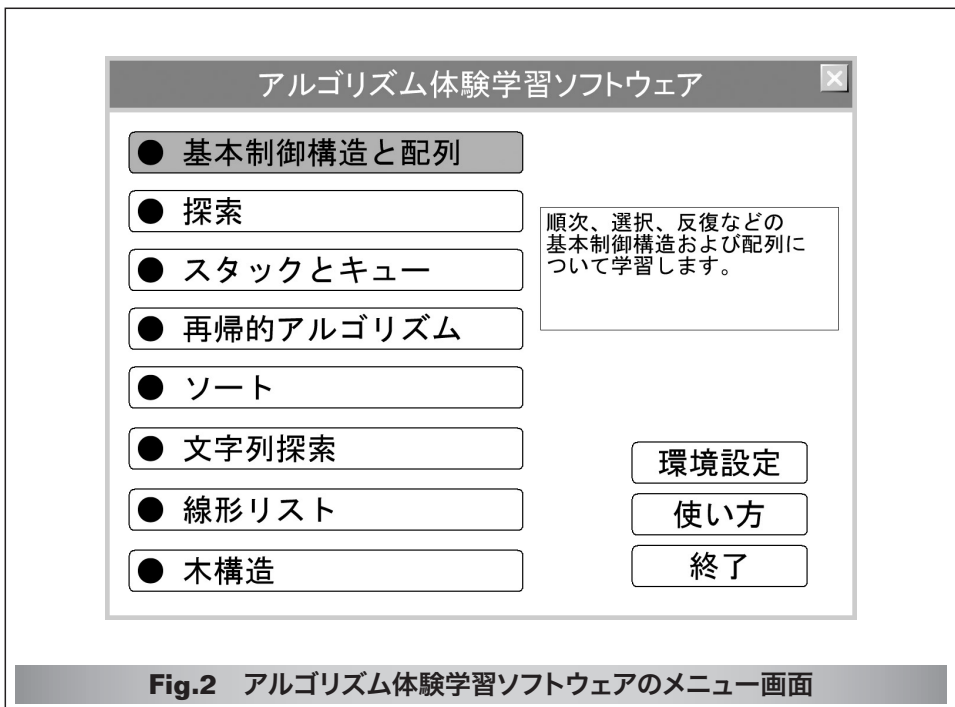 アルゴリズム体験学習ソフトウェア
● 基本制御構造と配列
● 探索
● スタックとキュー
● 再帰的アルゴリズム
● ソート
● 文字列探索
● 線形リスト
● 木構造
順次、選択、反復などの
基本制御構造および配列に
ついて学習します。
環境設定
使い方
終了
Fig.2 アルゴリズム体験学習ソフトウェアのメニュー画面